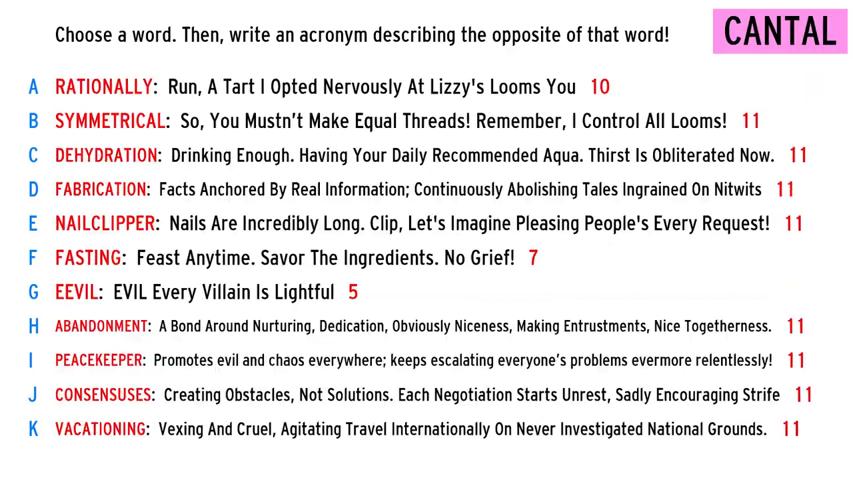 Choose a word. Then, write an acronym describing the opposite of that word!
CANTAL
A RATIONALLY: Run, A Tart I Opted Nervously At Lizzy's Looms You 10
B SYMMETRICAL: So, You Mustn't Make Equal Threads! Remember, I Control All Looms! 11
C DEHYDRATION: Drinking Enough. Having Your Daily Recommended Aqua. Thirst Is Obliterated Now. 11
D FABRICATION: Facts Anchored By Real Information; Continuously Abolishing Tales Ingrained On Nitwits 11
E NAILCLIPPER: Nails Are Incredibly Long. Clip, Let's Imagine Pleasing People's Every Request! 11
F FASTING: Feast Anytime. Savor The Ingredients. No Grief! 7
G EEVIL: EVIL Every Villain Is Lightful 5
H ABANDONMENT: A Bond Around Nurturing, Dedication, Obviously Niceness, Making Entrustments, Nice Togetherness. 11
I PEACEKEEPER: Promotes evil and chaos everywhere; keeps escalating everyone's problems evermore relentlessly! 11
J CONSENSUSES: Creating Obstacles, Not Solutions. Each Negotiation Starts Unrest, Sadly Encouraging Strife 11
K VACATIONING: Vexing And Cruel, Agitating Travel Internationally On Never Investigated National Grounds. 11